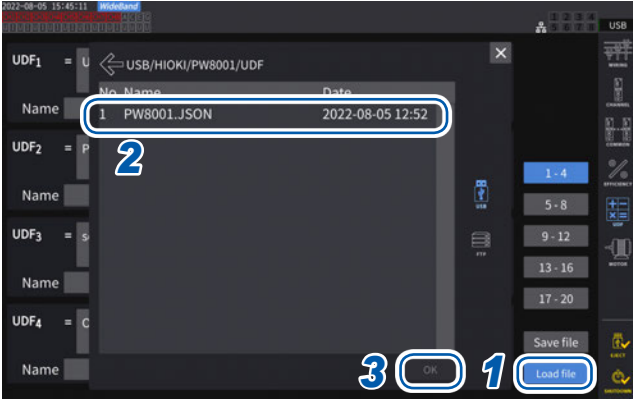 2022-08-05 15:45:11 WideBand
USB
UDF1 = U
Name
UDF2 = P
Name
UDF3 = s
Name
UDF4 = C
Name
USB/HIOKI/PW8001/UDF
No Name Date
1 PW8001.JSON 2022-08-05 12:52
2
USB
FTP
3
OK
1
1 - 4
5 - 8
9 - 12
13 - 16
17 - 20
Save file
Load file
WIRING
CHANNEL
COMMON
EFFICIENCY
UDF
MOTOR
EJECT
SHUTDOWN